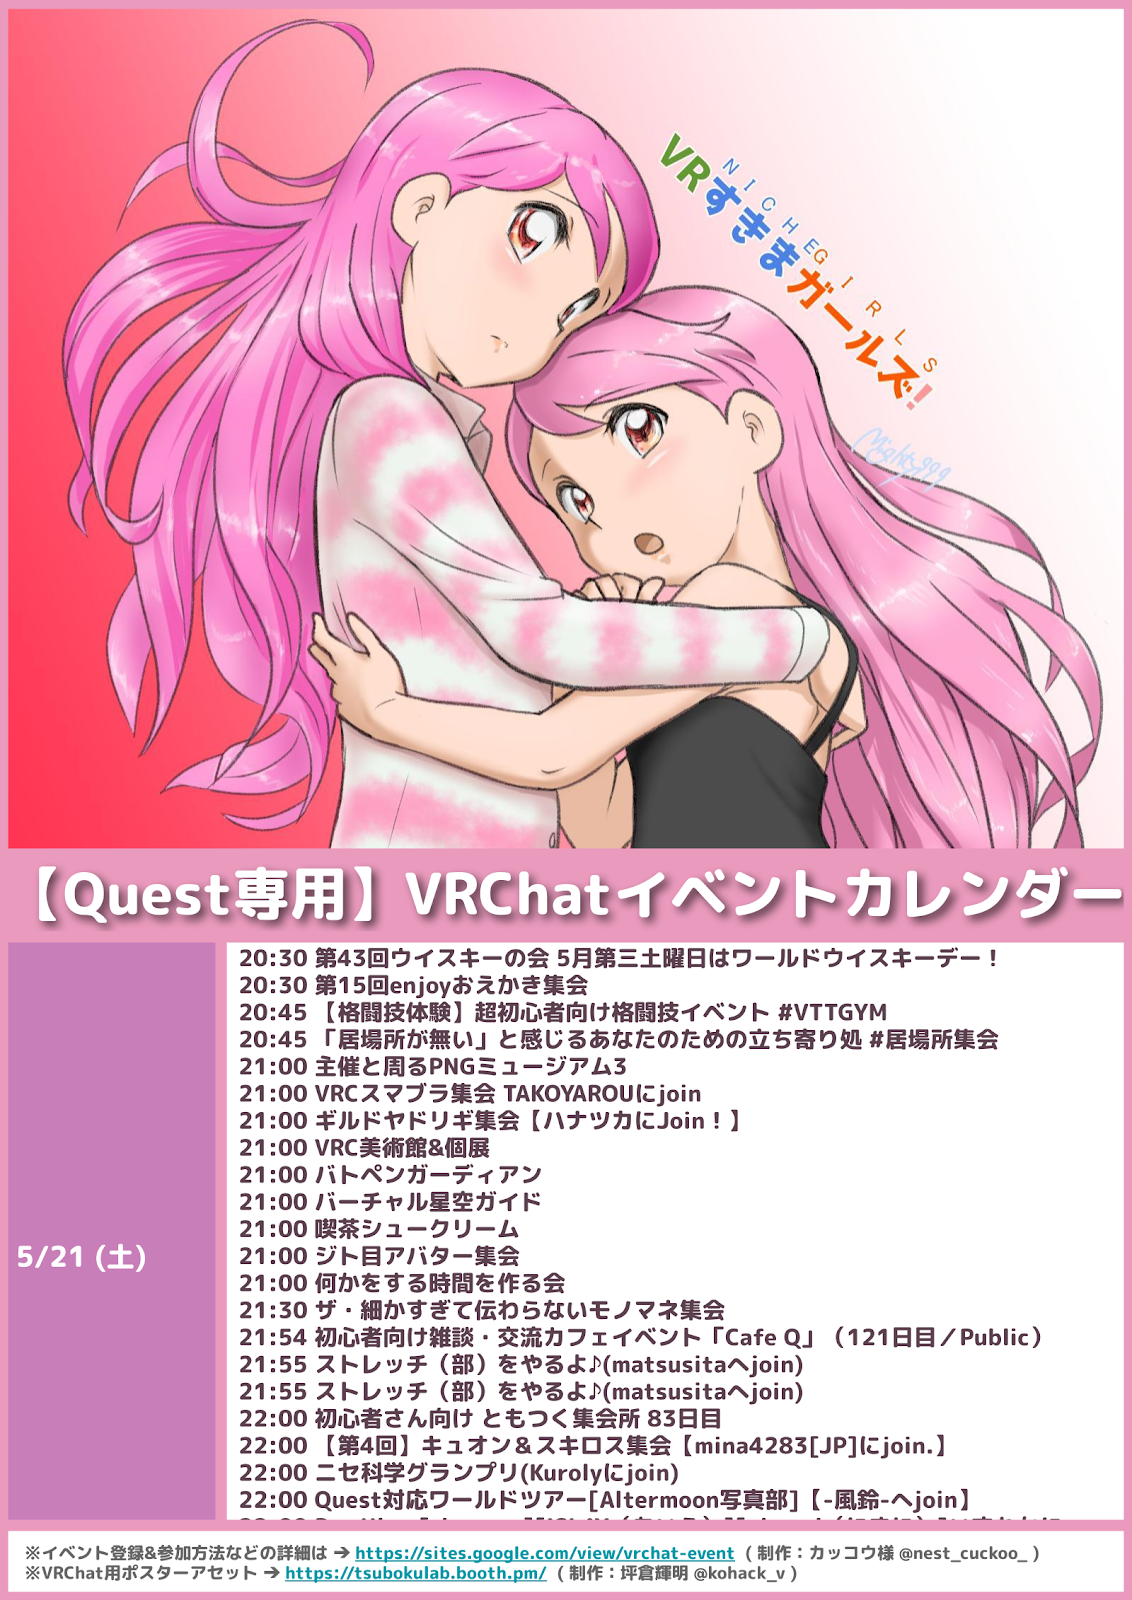 NICHE GIRLS
VRすきまガールズ!
Mighty999
【Quest専用】VRChatイベントカレンダー
5/21 (土)
20:30 第43回ウイスキーの会 5月第三土曜日はワールドウイスキーデー！
20:30 第15回enjoyおえかき集会
20:45 【格闘技体験】超初心者向け格闘技イベント #VTTGYM
20:45 「居場所が無い」と感じるあなたのための立ち寄り処 #居場所集会
21:00 主催と周るPNGミュージアム3
21:00 VRCスマブラ集会 TAKOYAROUにjoin
21:00 ギルドヤドリギ集会【ハナツカにJoin！】
21:00 VRC美術館&個展
21:00 バトペンガーディアン
21:00 バーチャル星空ガイド
21:00 喫茶シュークリーム
21:00 ジト目アバター集会
21:00 何かをする時間を作る会
21:30 ザ・細かすぎて伝わらないモノマネ集会
21:54 初心者向け雑談・交流カフェイベント「Cafe Q」（121日目／Public）
21:55 ストレッチ（部）をやるよ♪(matsusitaへjoin)
21:55 ストレッチ（部）をやるよ♪(matsusitaへjoin)
22:00 初心者さん向け ともつく集会所 83日目
22:00 【第4回】キュオン＆スキロス集会【mina4283[JP]にjoin.】
22:00 ニセ科学グランプリ(Kurolyにjoin)
22:00 Quest対応ワールドツアー[Altermoon写真部]【-風鈴-へjoin】
※イベント登録&参加方法などの詳細は → https://sites.google.com/view/vrchat-event ( 制作：カッコウ様 @nest_cuckoo_ )
※VRChat用ポスターアセット → https://tsubokulab.booth.pm/ ( 制作：坪倉輝明 @kohack_v )